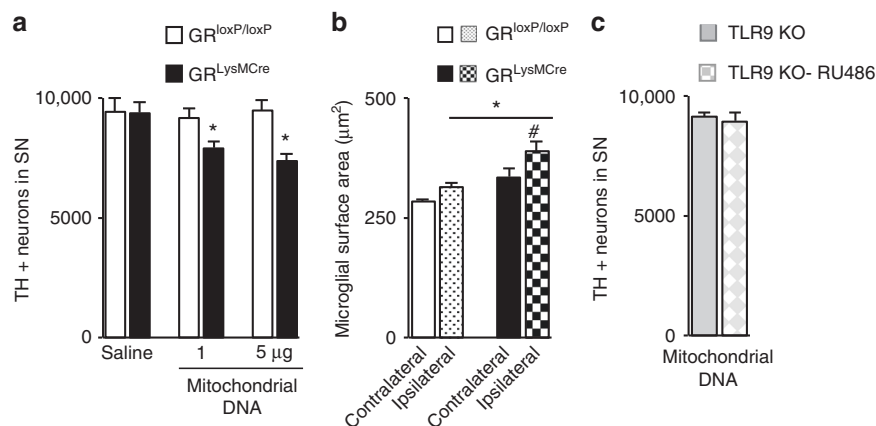 a
GR^loxP/loxP
GR^LysMCre
TH + neurons in SN
10,000
5000
0
*
*
Saline
1
5 μg
Mitochondrial
DNA
b
GR^loxP/loxP
GR^LysMCre
Microglial surface area (μm²)
500
250
0
*
#
Contralateral
Ipsilateral
Contralateral
Ipsilateral
c
TLR9 KO
TLR9 KO- RU486
TH + neurons in SN
10,000
5000
0
Mitochondrial
DNA